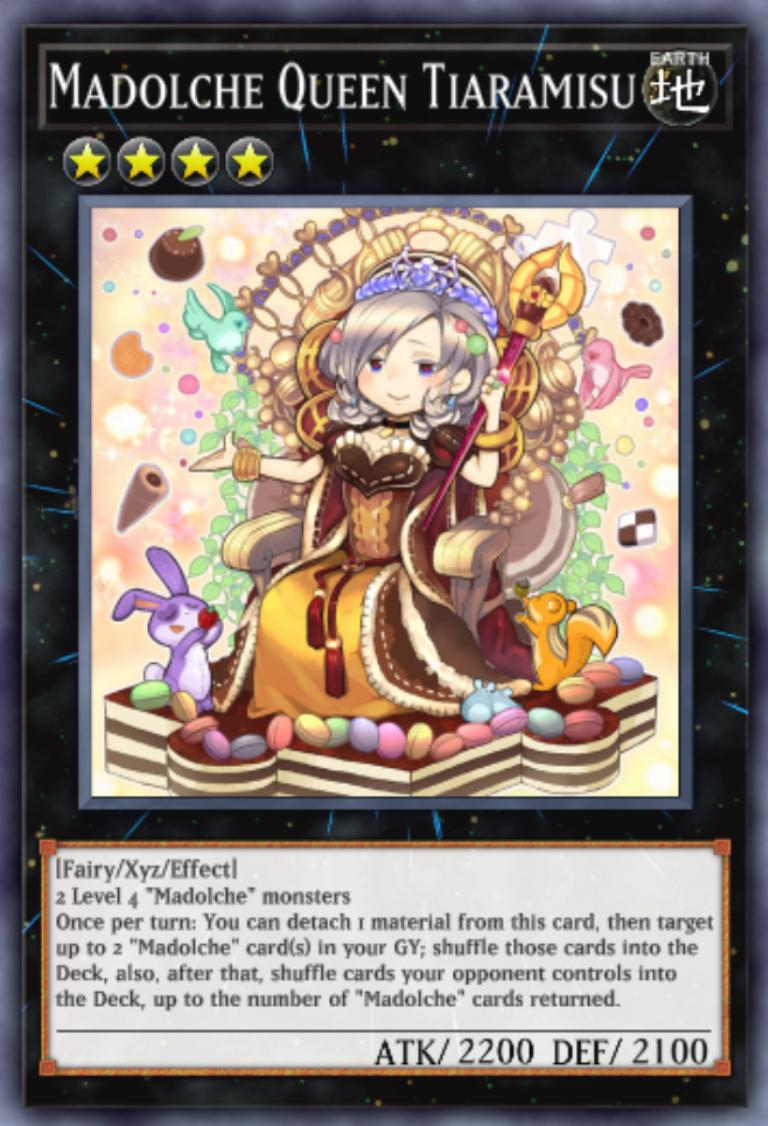 MADOLCHE QUEEN TIARAMISU
EARTH
地
[Fairy/Xyz/Effect]
2 Level 4 "Madolche" monsters
Once per turn: You can detach 1 material from this card, then target
up to 2 "Madolche" card(s) in your GY; shuffle those cards into the
Deck, also, after that, shuffle cards your opponent controls into
the Deck, up to the number of "Madolche" cards returned.
ATK/ 2200 DEF/ 2100